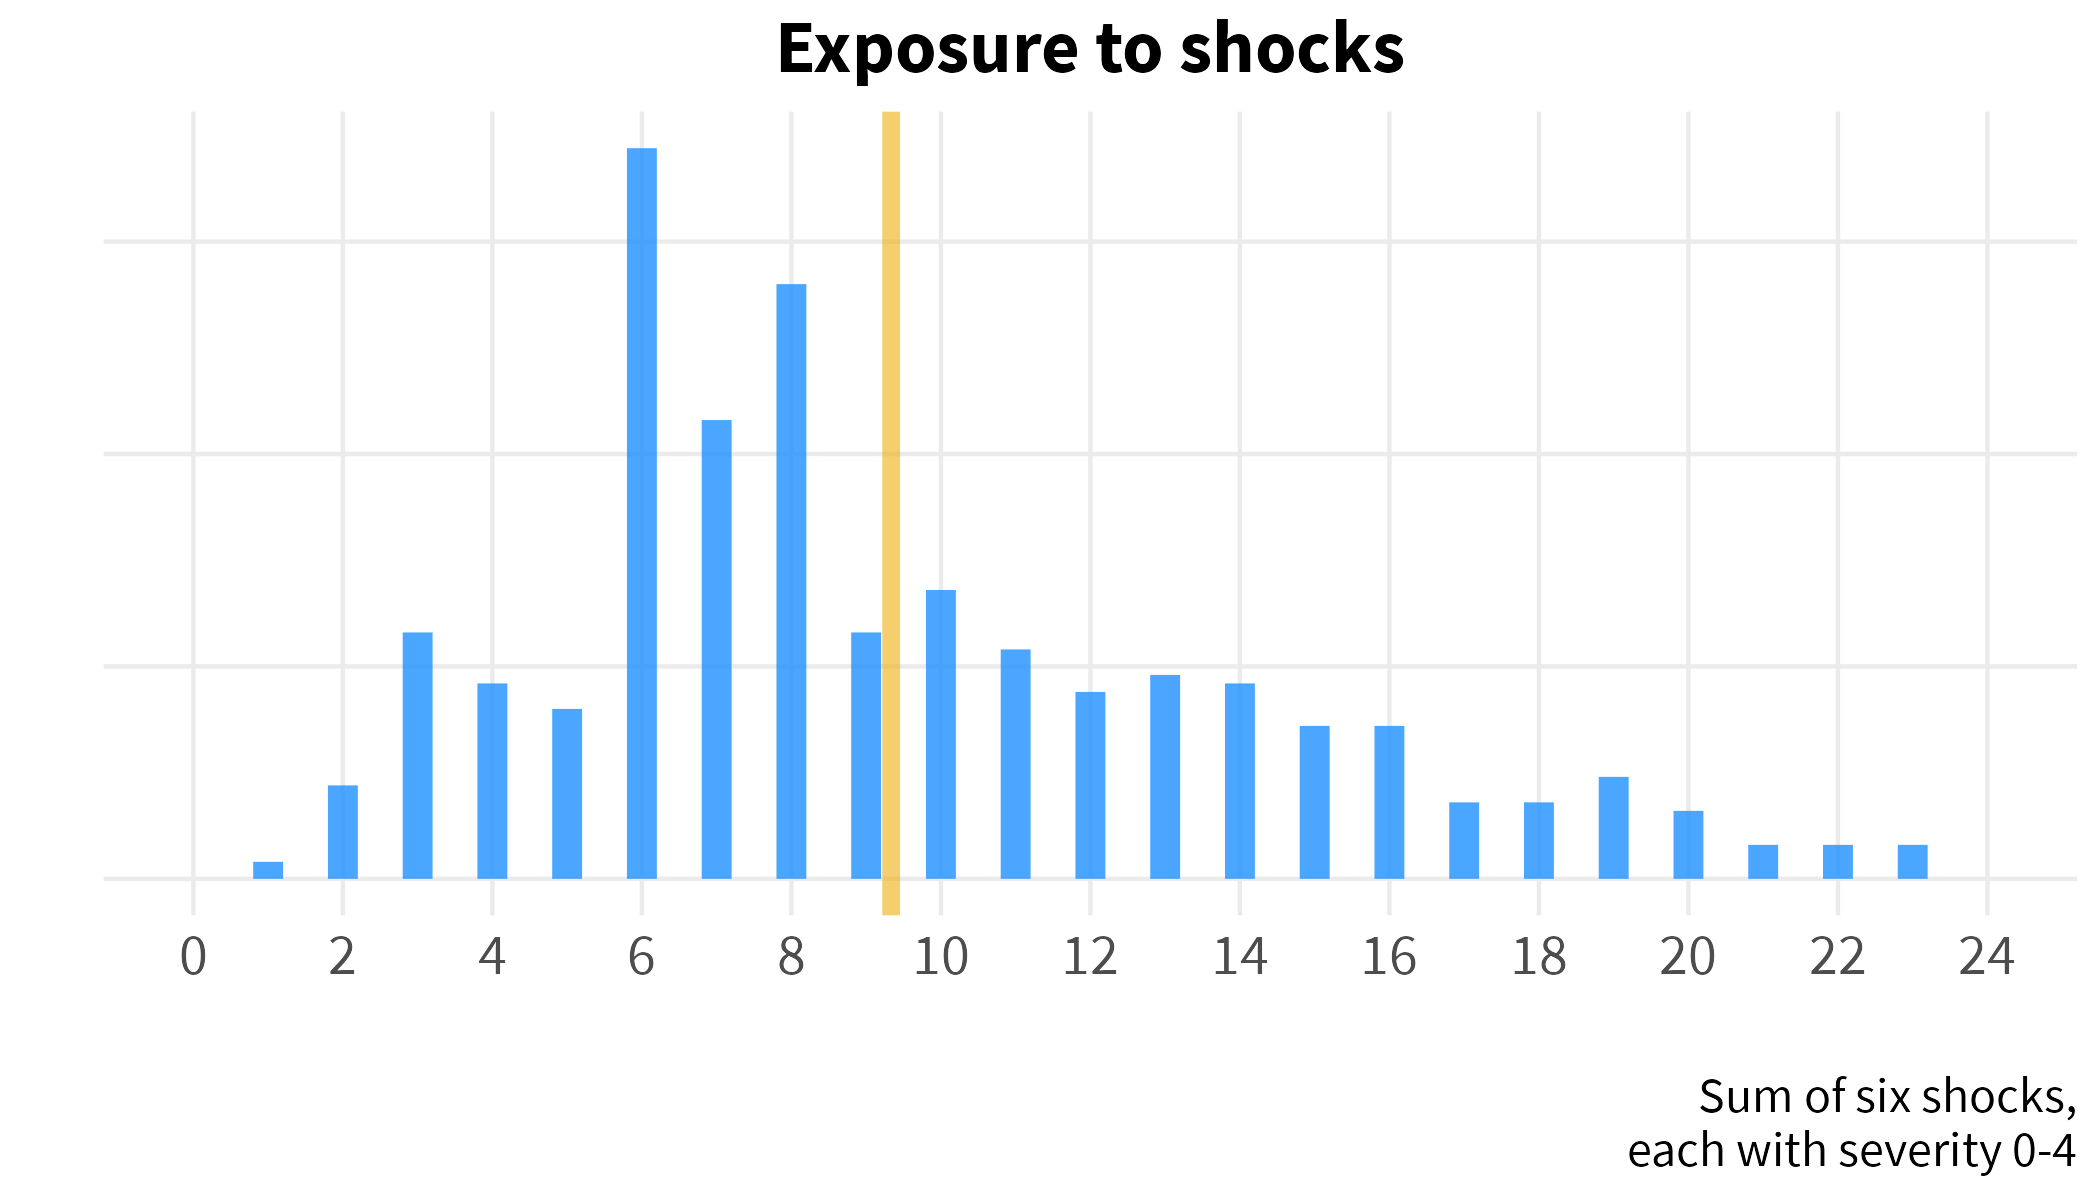 Exposure to shocks
0 2 4 6 8 10 12 14 16 18 20 22 24
Sum of six shocks,
each with severity 0-4